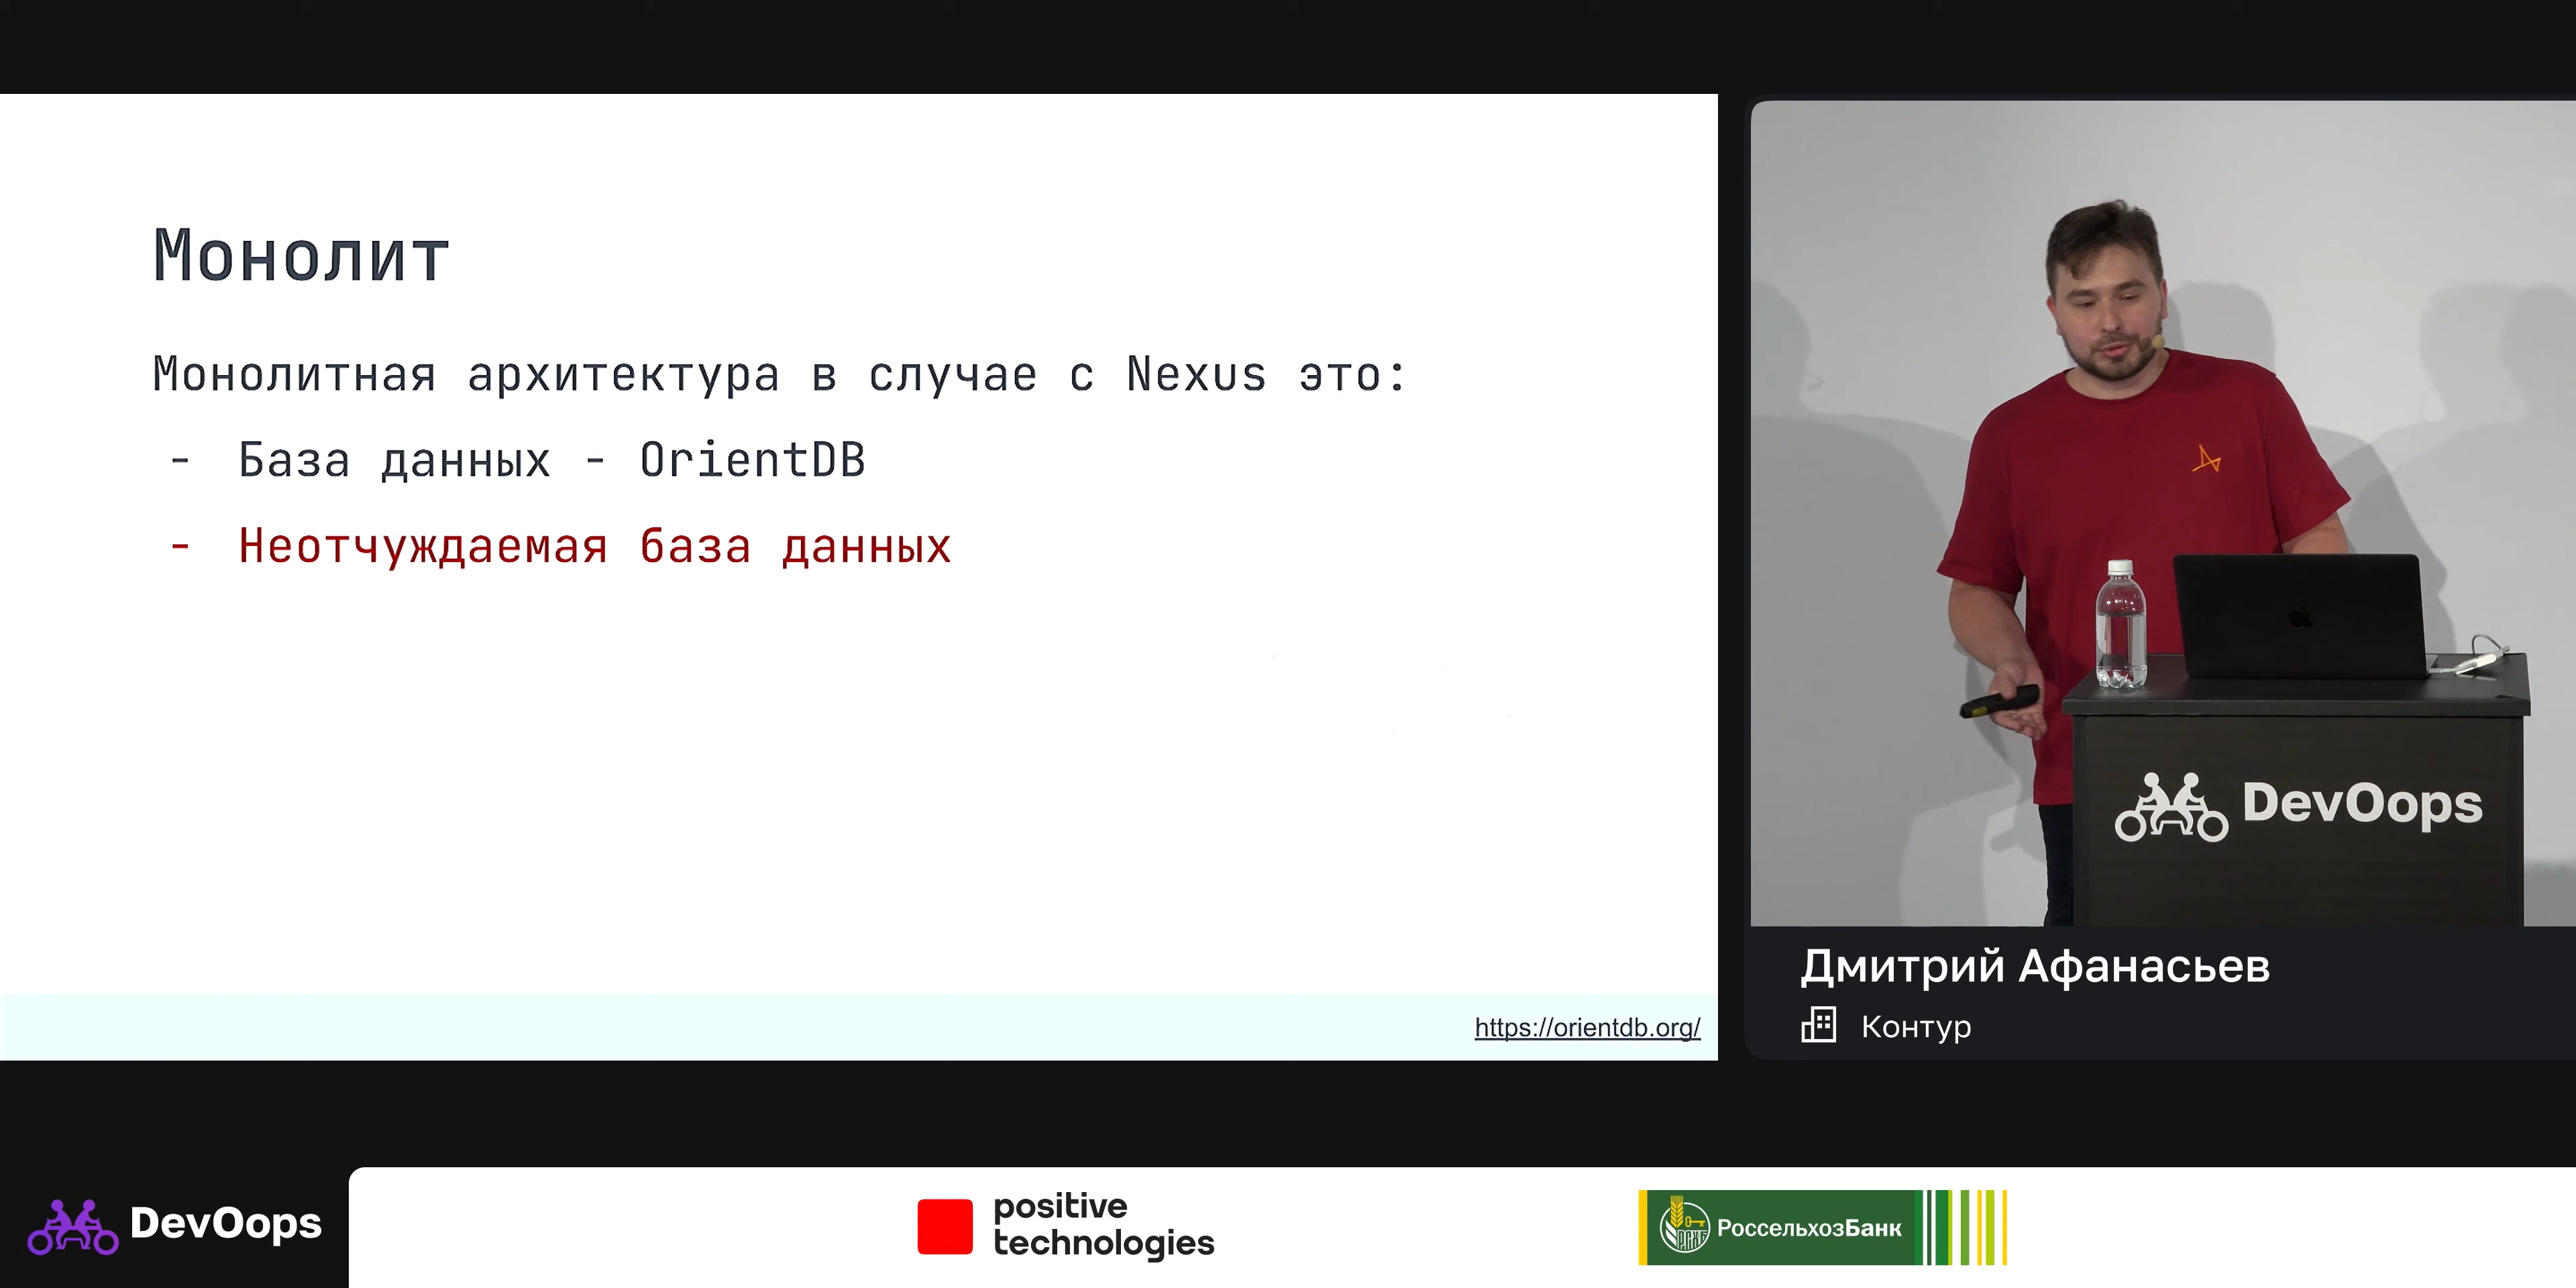 Монолит
Монолитная архитектура в случае с Nexus это:
- База данных - OrientDB
- Неотчуждаемая база данных
https://orientdb.org/
DevOops
Дмитрий Афанасьев
Контур
DevOops
positive
technologies
РСХБ
РоссельхозБанк